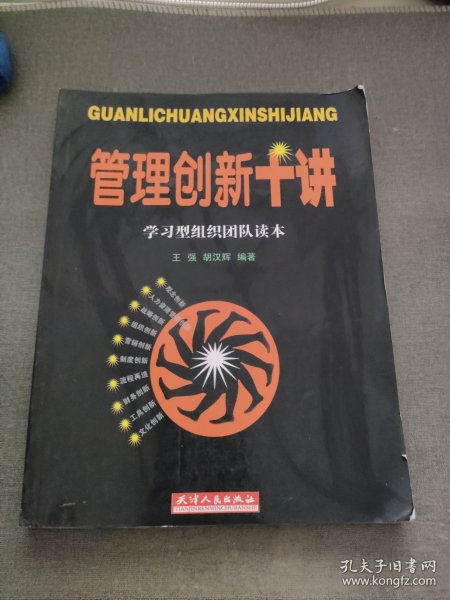 GUANLICHUANGXINSHIJIANG
管理创新十讲
学习型组织团队读本
王 强 胡汉辉 编著
观念创新
人力资源管理创新
战略创新
组织创新
营销创新
制度创新
流程再造
财务创新
工具创新
文化创新
天津人民出版社
TIANJINRENMINCHUBANSHE
孔夫子旧书网
www.kongfz.com